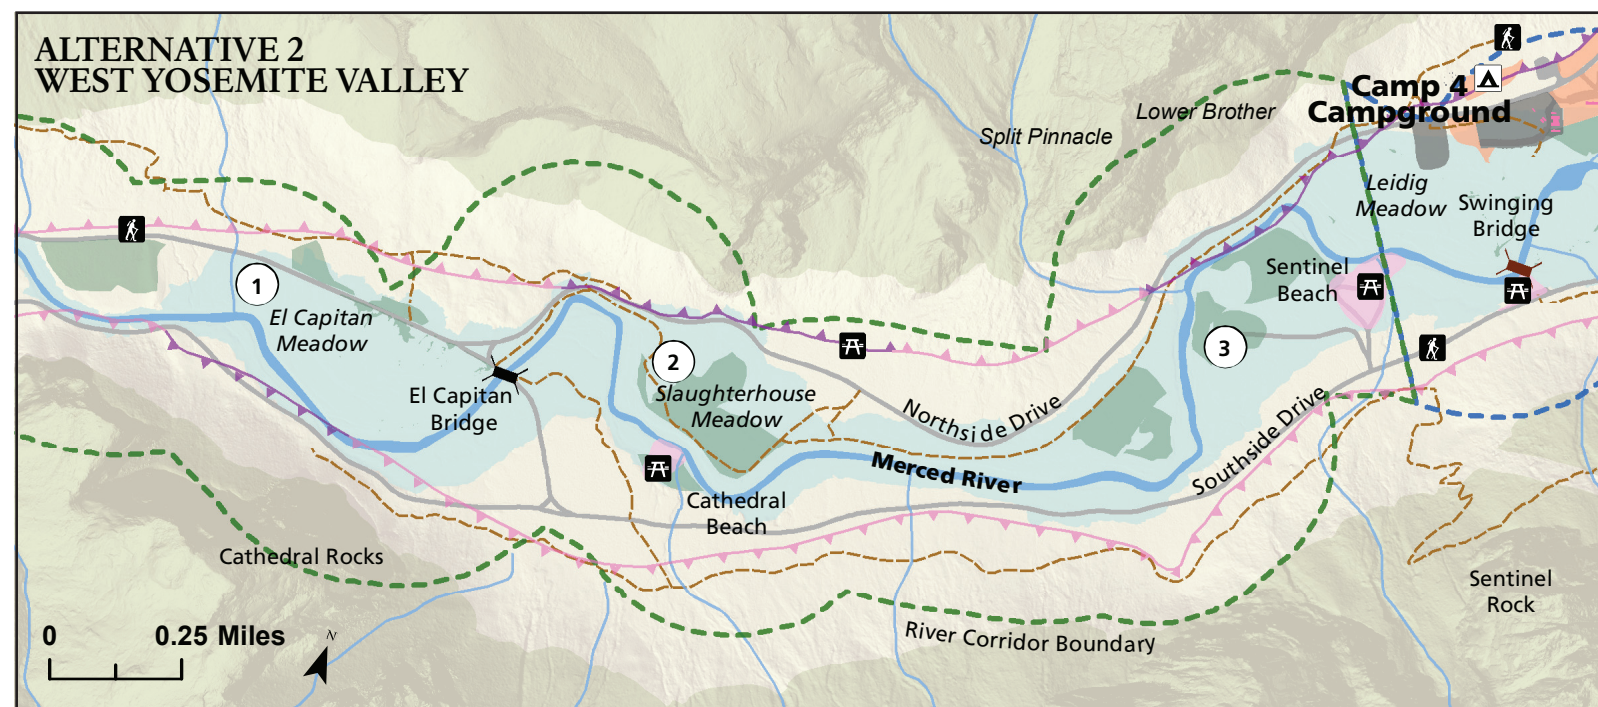 ALTERNATIVE 2
WEST YOSEMITE VALLEY
Camp 4
Campground
Lower Brother
Split Pinnacle
Leidig
Meadow
Swinging
Bridge
Sentinel
Beach
1
El Capitan
Meadow
2
Slaughterhouse
Meadow
3
El Capitan
Bridge
Northside Drive
Southside Drive
Merced River
Cathedral
Beach
Cathedral Rocks
Sentinel
Rock
River Corridor Boundary
0 0.25 Miles
N